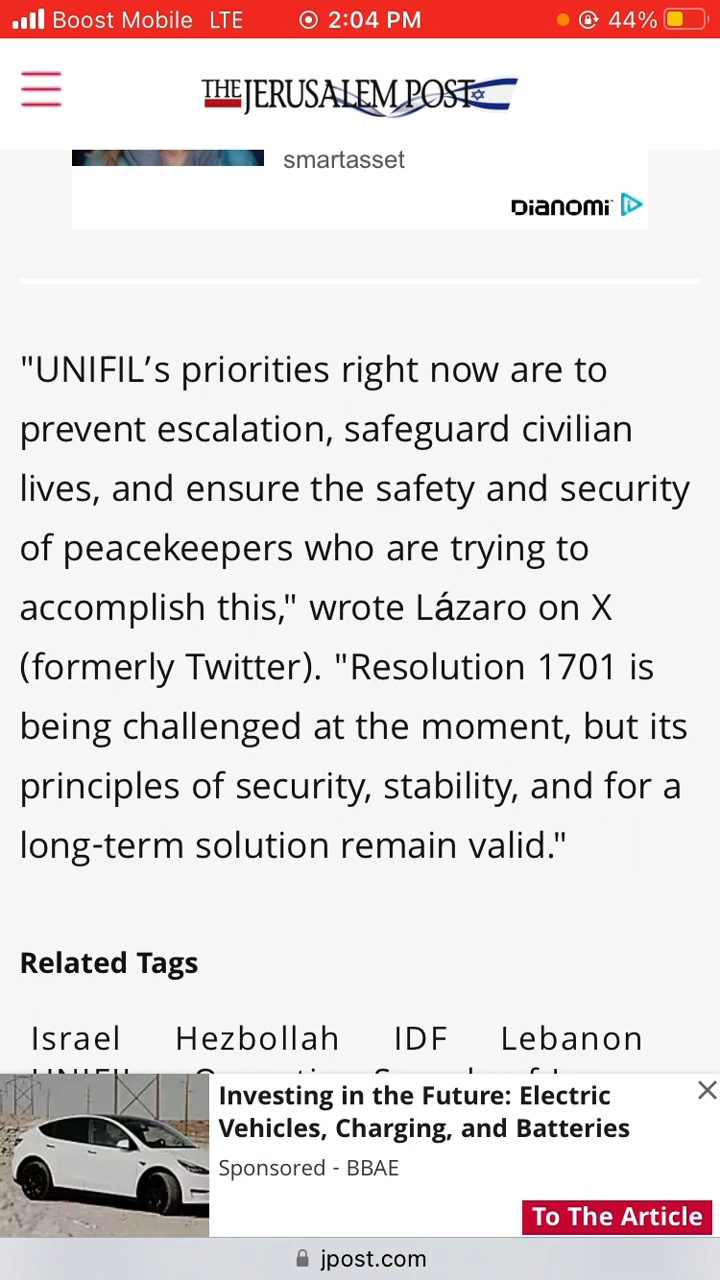 Boost Mobile LTE 2:04 PM 44%
THE JERUSALEM POST
smartasset
DIANOMI
"UNIFIL’s priorities right now are to
prevent escalation, safeguard civilian
lives, and ensure the safety and security
of peacekeepers who are trying to
accomplish this," wrote Lázaro on X
(formerly Twitter). "Resolution 1701 is
being challenged at the moment, but its
principles of security, stability, and for a
long-term solution remain valid."
Related Tags
Israel Hezbollah IDF Lebanon
Investing in the Future: Electric
Vehicles, Charging, and Batteries
Sponsored - BBAE
To The Article
jpost.com